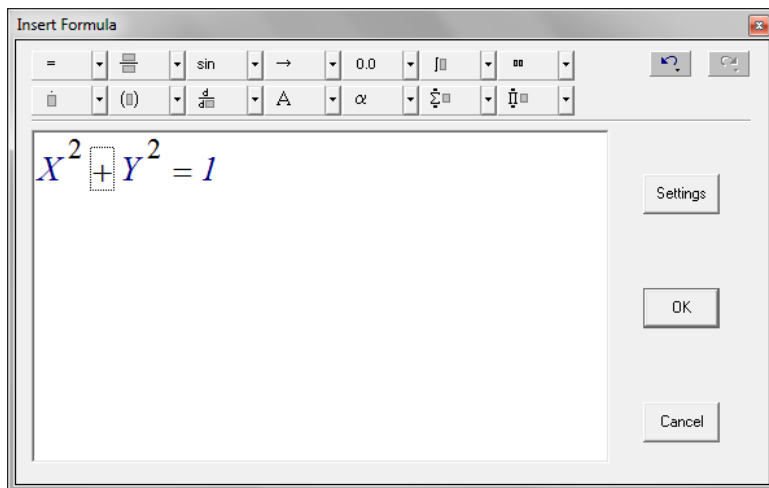 Insert Formula
= sin → 0.0 ∫
(▯) d/d▯ A α Σ Π
X² + Y² = 1
Settings
OK
Cancel